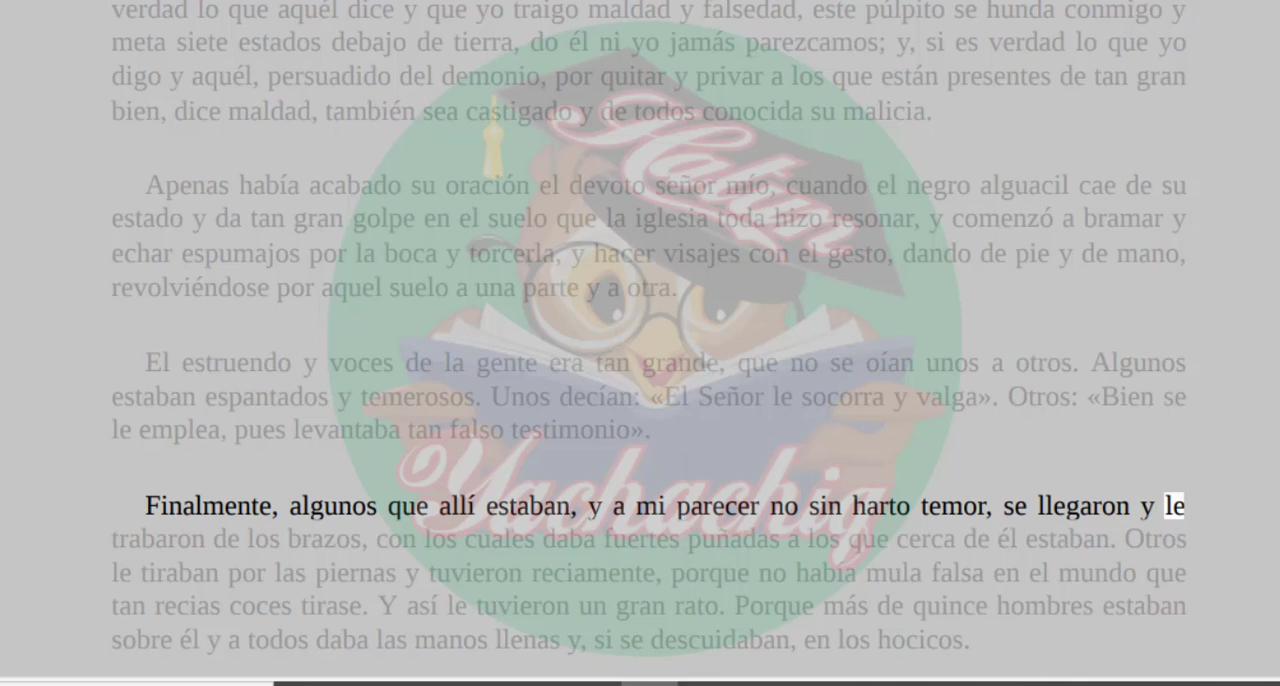 verdad lo que aquél dice y que yo traigo maldad y falsedad, este púlpito se hunda conmigo y
meta siete estados debajo de tierra, do él ni yo jamás parezcamos; y, si es verdad lo que yo
digo y aquél, persuadido del demonio, por quitar y privar a los que están presentes de tan gran
bien, dice maldad, también sea castigado y de todos conocida su malicia.
Apenas había acabado su oración el devoto señor mío, cuando el negro alguacil cae de su
estado y da tan gran golpe en el suelo que la iglesia toda hizo resonar, y comenzó a bramar y
echar espumajos por la boca y torcerla, y hacer visajes con el gesto, dando de pie y de mano,
revolviéndose por aquel suelo a una parte y a otra.
El estruendo y voces de la gente era tan grande, que no se oían unos a otros. Algunos
estaban espantados y temerosos. Unos decían: «El Señor le socorra y valga». Otros: «Bien se
le emplea, pues levantaba tan falso testimonio».
Finalmente, algunos que allí estaban, y a mi parecer no sin harto temor, se llegaron y le
trabaron de los brazos, con los cuales daba fuertes puñadas a los que cerca de él estaban. Otros
le tiraban por las piernas y tuvieron reciamente, porque no había mula falsa en el mundo que
tan recias coces tirase. Y así le tuvieron un gran rato. Porque más de quince hombres estaban
sobre él y a todos daba las manos llenas y, si se descuidaban, en los hocicos.
Hatun
Yachachiq